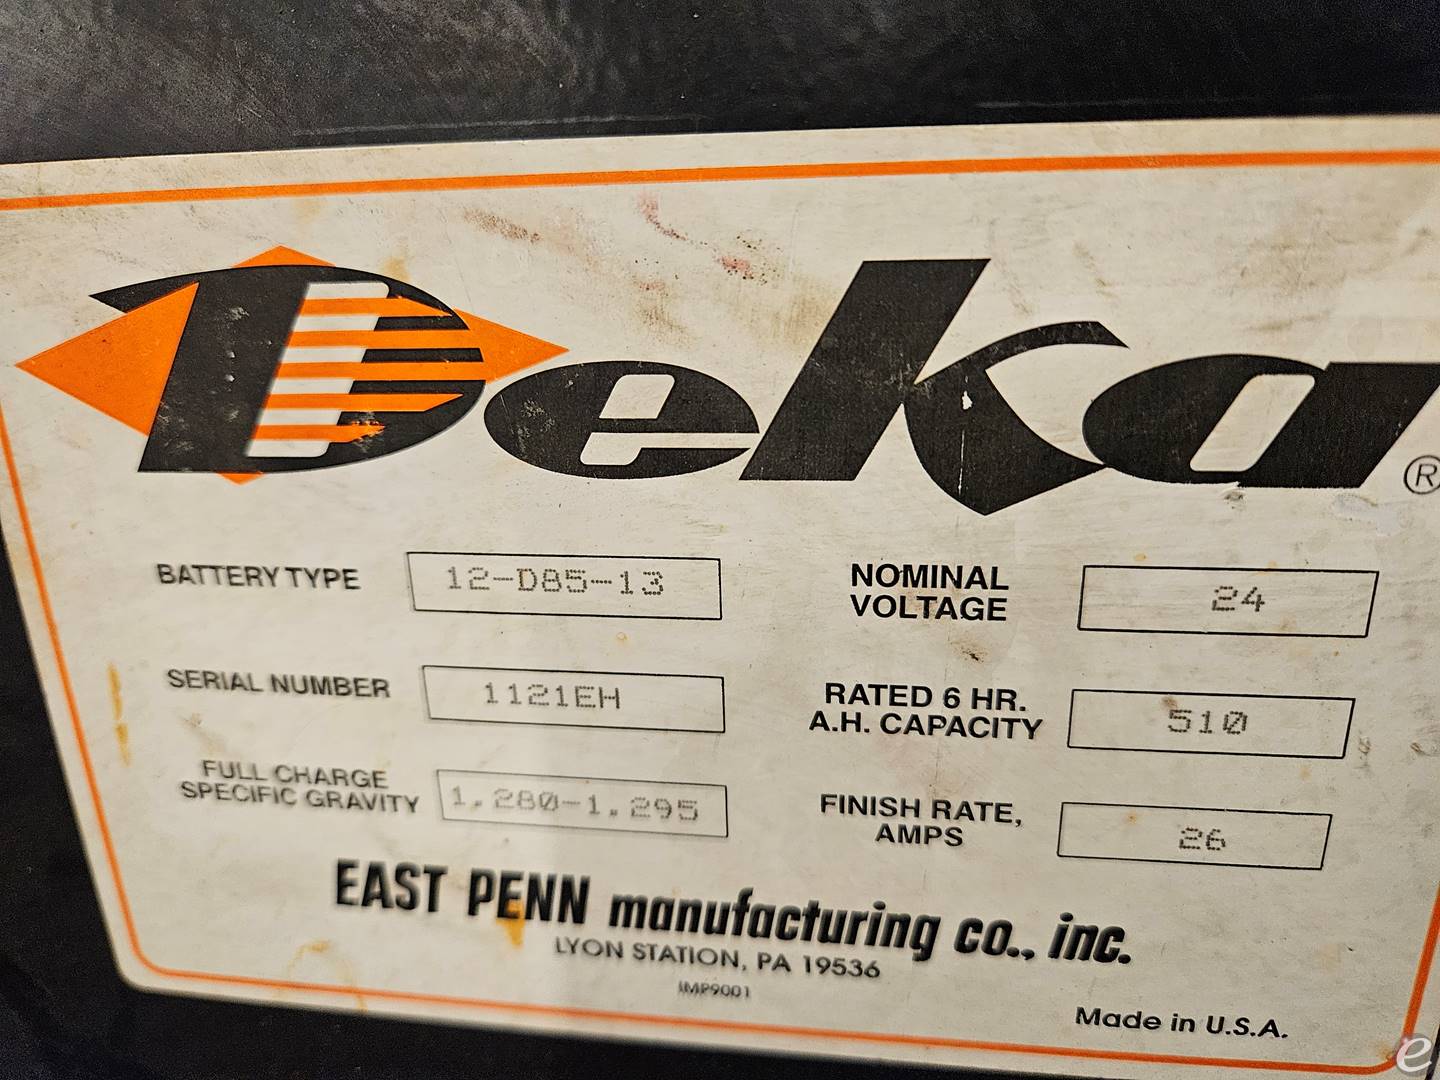 Deka®
BATTERY TYPE 12-D85-13
NOMINAL
VOLTAGE 24
SERIAL NUMBER 1121EH
RATED 6 HR.
A.H. CAPACITY 510
FULL CHARGE
SPECIFIC GRAVITY 1.280-1.295
FINISH RATE,
AMPS 26
EAST PENN manufacturing co., inc.
LYON STATION, PA 19536
IMP9001
Made in U.S.A.
e